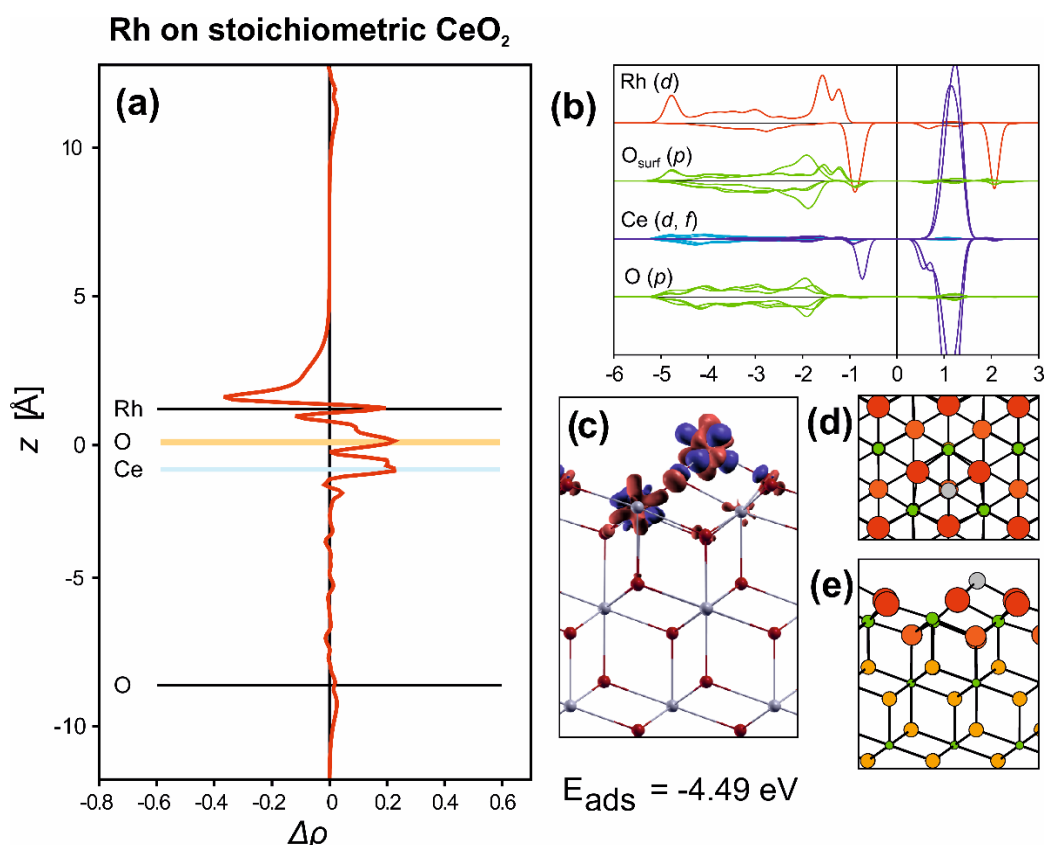 Rh on stoichiometric CeO₂
(a)
10
5
0
-5
-10
z [Å]
Rh
O
Ce
O
-0.8 -0.6 -0.4 -0.2 0 0.2 0.4 0.6
Δρ
(b)
Rh (d)
Osurf (p)
Ce (d, f)
O (p)
-6 -5 -4 -3 -2 -1 0 1 2 3
(c)
(d)
(e)
Eads = -4.49 eV